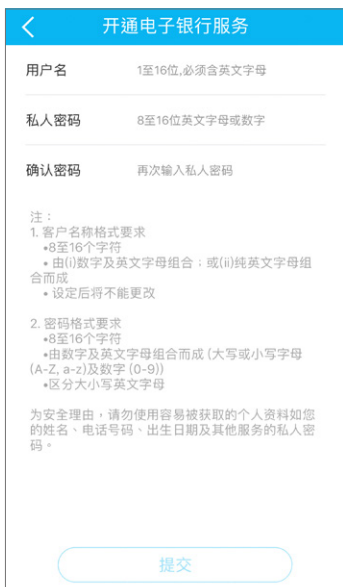 开通电子银行服务
用户名 1至16位,必须含英文字母
私人密码 8至16位英文字母或数字
确认密码 再次输入私人密码
注：
1. 客户名称格式要求
•8至16个字符
• 由(i)数字及英文字母组合；或(ii)纯英文字母组
合而成
• 设定后将不能更改
2. 密码格式要求
•8至16个字符
•由数字及英文字母组合而成 (大写或小写字母
(A-Z, a-z)及数字 (0-9))
•区分大小写英文字母
为安全理由，请勿使用容易被获取的个人资料如您
的姓名、电话号码、出生日期及其他服务的私人密
码。
提交